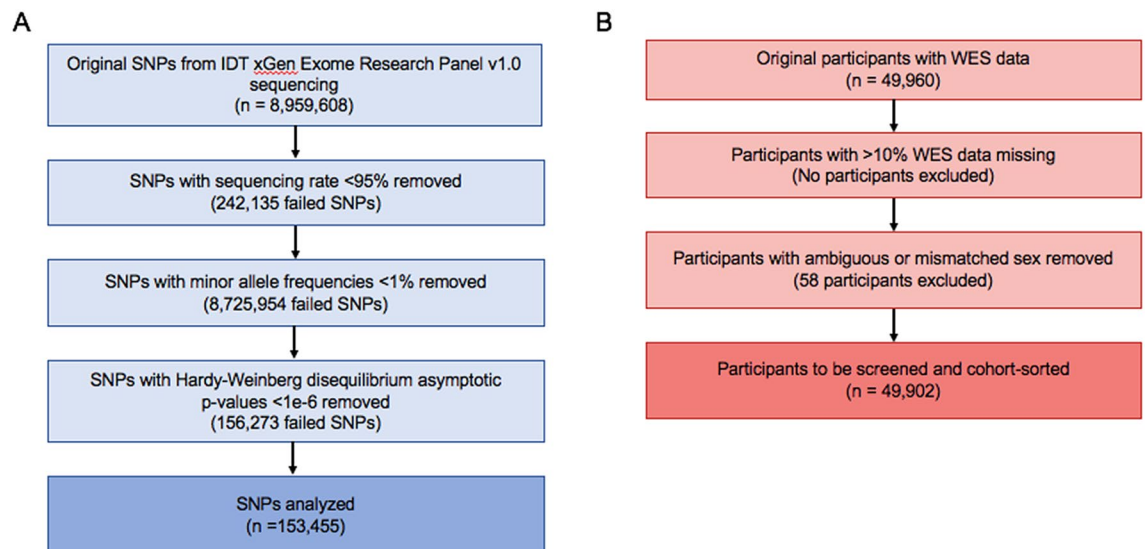 A
Original SNPs from IDT xGen Exome Research Panel v1.0
sequencing
(n = 8,959,608)
SNPs with sequencing rate <95% removed
(242,135 failed SNPs)
SNPs with minor allele frequencies <1% removed
(8,725,954 failed SNPs)
SNPs with Hardy-Weinberg disequilibrium asymptotic
p-values <1e-6 removed
(156,273 failed SNPs)
SNPs analyzed
(n =153,455)
B
Original participants with WES data
(n = 49,960)
Participants with >10% WES data missing
(No participants excluded)
Participants with ambiguous or mismatched sex removed
(58 participants excluded)
Participants to be screened and cohort-sorted
(n = 49,902)